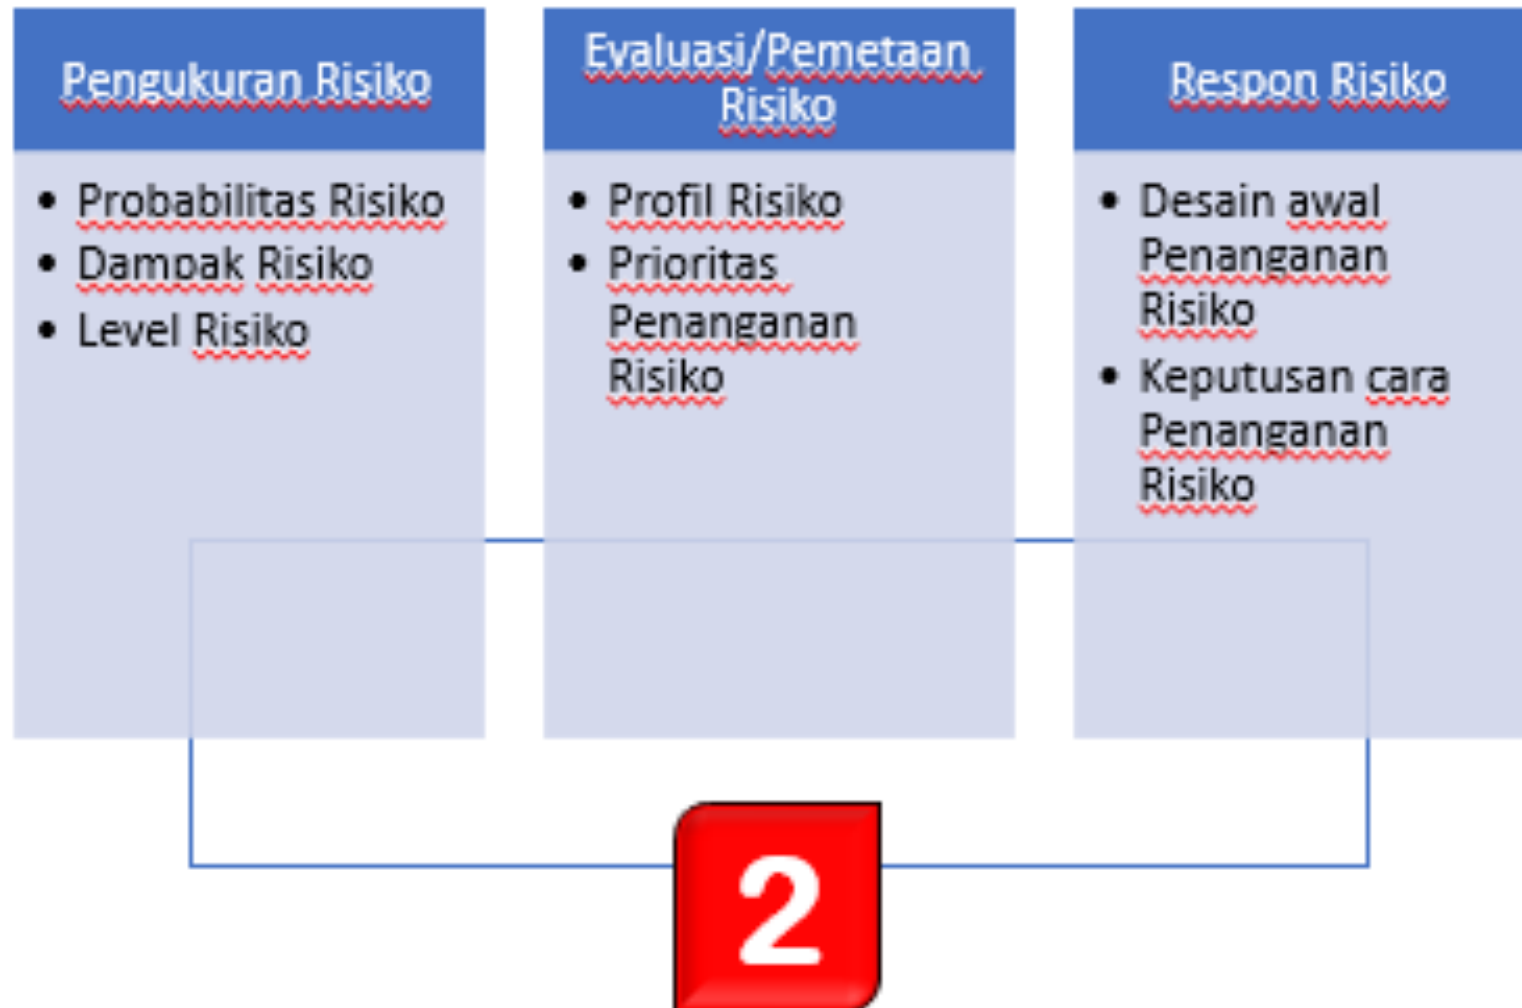 Pengukuran Risiko
• Probabilitas Risiko
• Dampak Risiko
• Level Risiko
Evaluasi/Pemetaan
Risiko
• Profil Risiko
• Prioritas
Penanganan
Risiko
Respon Risiko
• Desain awal
Penanganan
Risiko
• Keputusan cara
Penanganan
Risiko
2